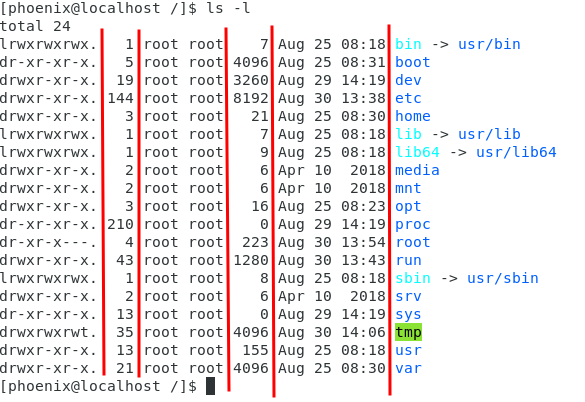 [phoenix@localhost /]$ ls -l
total 24
lrwxrwxrwx.   1 root root    7 Aug 25 08:18 bin -> usr/bin
dr-xr-xr-x.   5 root root 4096 Aug 25 08:31 boot
drwxr-xr-x.  19 root root 3260 Aug 29 14:19 dev
drwxr-xr-x. 144 root root 8192 Aug 30 13:38 etc
drwxr-xr-x.   3 root root   21 Aug 25 08:30 home
lrwxrwxrwx.   1 root root    7 Aug 25 08:18 lib -> usr/lib
lrwxrwxrwx.   1 root root    9 Aug 25 08:18 lib64 -> usr/lib64
drwxr-xr-x.   2 root root    6 Apr 10  2018 media
drwxr-xr-x.   2 root root    6 Apr 10  2018 mnt
drwxr-xr-x.   3 root root   16 Aug 25 08:23 opt
dr-xr-xr-x. 210 root root    0 Aug 29 14:19 proc
dr-xr-x---.   4 root root  223 Aug 30 13:54 root
drwxr-xr-x.  43 root root 1280 Aug 30 13:43 run
lrwxrwxrwx.   1 root root    8 Aug 25 08:18 sbin -> usr/sbin
drwxr-xr-x.   2 root root    6 Apr 10  2018 srv
dr-xr-xr-x.  13 root root    0 Aug 29 14:19 sys
drwxrwxrwt.  35 root root 4096 Aug 30 14:06 tmp
drwxr-xr-x.  13 root root  155 Aug 25 08:18 usr
drwxr-xr-x.  21 root root 4096 Aug 25 08:30 var
[phoenix@localhost /]$